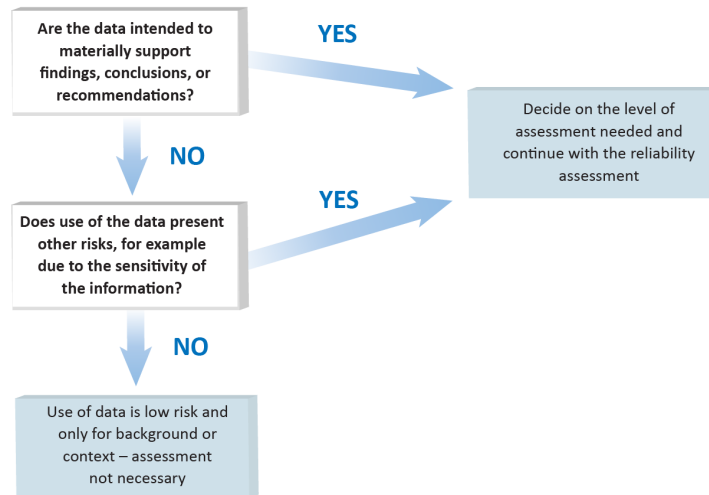 Are the data intended to
materially support
findings, conclusions, or
recommendations?
YES
Decide on the level of
assessment needed and
continue with the reliability
assessment
NO
Does use of the data present
other risks, for example
due to the sensitivity of
the information?
YES
NO
Use of data is low risk and
only for background or
context – assessment
not necessary